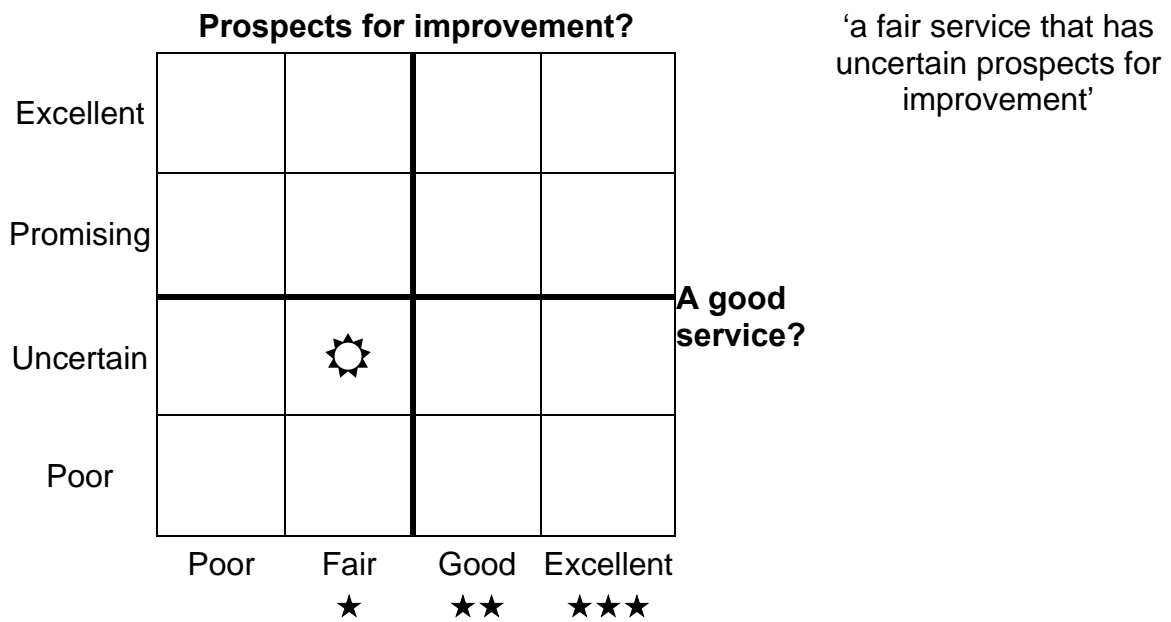 Prospects for improvement?
‘a fair service that has
uncertain prospects for
improvement’
Excellent
Promising
A good
service?
Uncertain
Poor
Poor Fair Good Excellent
★ ★★ ★★★